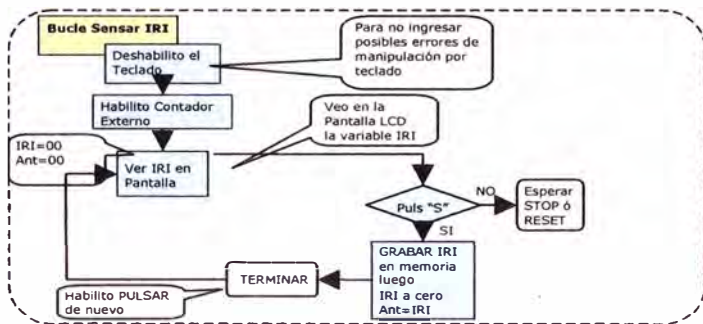 Bucle Sensar IRI
Deshabilito el
Teclado
Para no ingresar
posibles errores de
manipulación por
teclado
Habilito Contador
Externo
Veo en la
Pantalla LCD
la variable IRI
IRI=00
Ant=00
Ver IRI en
Pantalla
Puls "S"
NO
Esperar
STOP ó
RESET
SI
GRABAR IRI
en memoria
luego
IRI a cero
Ant=IRI
TERMINAR
Habilito PULSAR
de nuevo